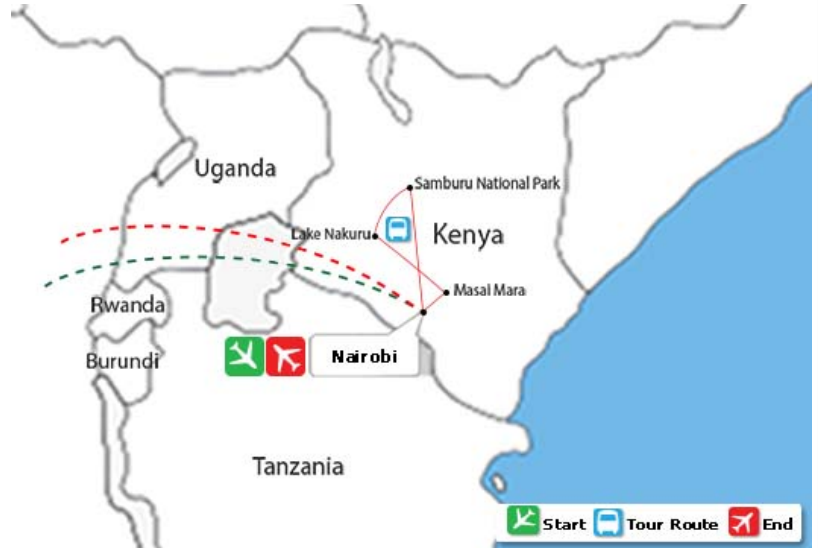 Uganda
Samburu National Park
Lake Nakuru
Kenya
Rwanda
Masai Mara
Burundi
Nairobi
Tanzania
Start Tour Route End